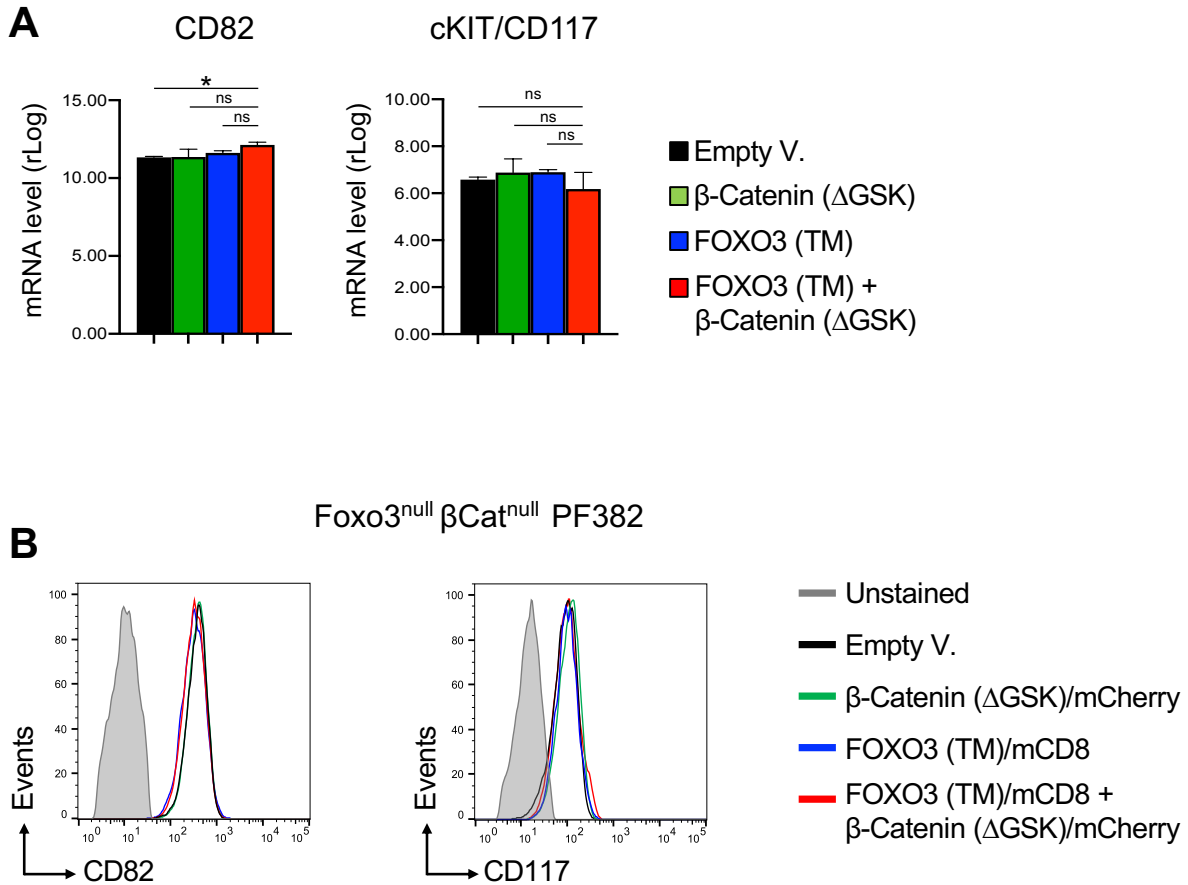 A
CD82
cKIT/CD117
mRNA level (rLog)
15.00
10.00
5.00
0.00
*
ns
ns
mRNA level (rLog)
10.00
8.00
6.00
4.00
2.00
0.00
ns
ns
ns
Empty V.
β-Catenin (ΔGSK)
FOXO3 (TM)
FOXO3 (TM) +
β-Catenin (ΔGSK)
Foxo3null βCatnull PF382
B
Events
100
80
60
40
20
0
10⁰ 10¹ 10² 10³ 10⁴ 10⁵
CD82
Events
100
80
60
40
20
0
10⁰ 10¹ 10² 10³ 10⁴ 10⁵
CD117
Unstained
Empty V.
β-Catenin (ΔGSK)/mCherry
FOXO3 (TM)/mCD8
FOXO3 (TM)/mCD8 +
β-Catenin (ΔGSK)/mCherry